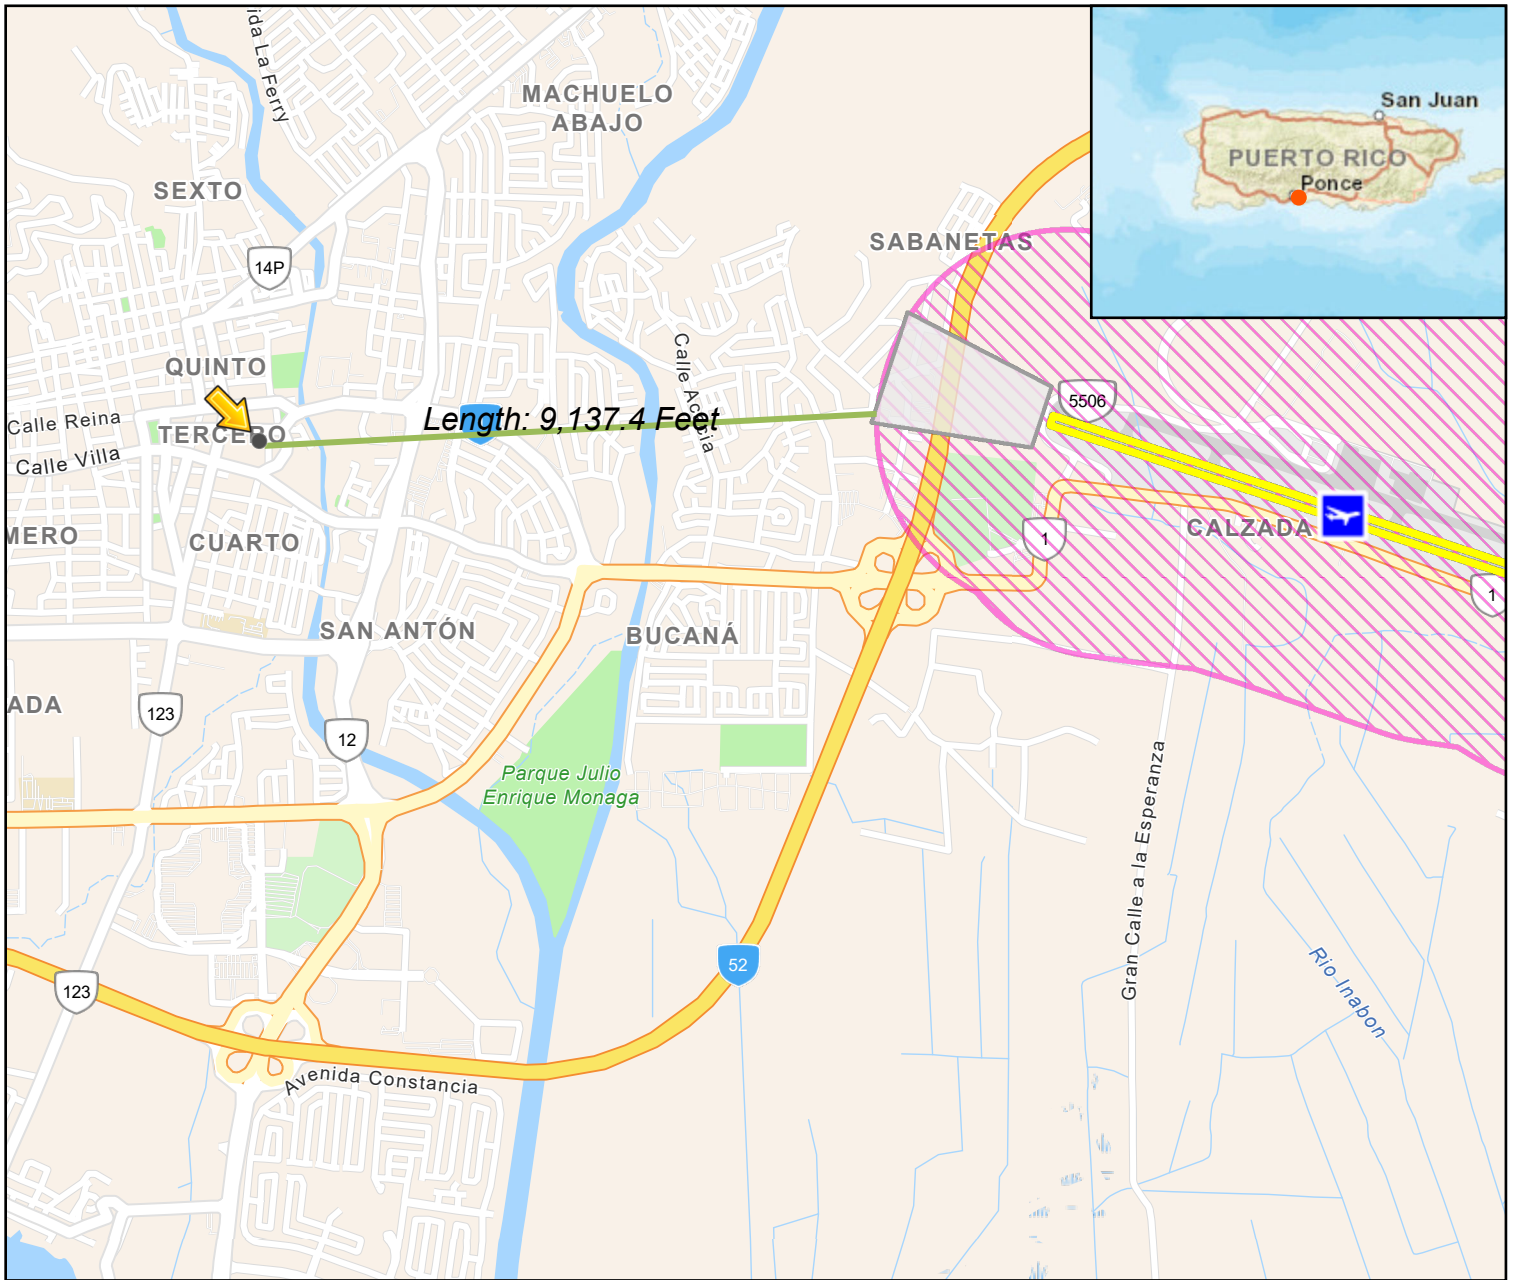 ida La Ferry
MACHUELO
ABAJO
San Juan
PUERTO RICO
Ponce
SEXTO
SABANETAS
14P
QUINTO
Calle Acacia
5506
Calle Reina
Length: 9,137.4 Feet
TERCERO
Calle Villa
MERO
CUARTO
CALZADA
1
1
SAN ANTÓN
BUCANÁ
ADA
123
12
Parque Julio
Enrique Monaga
Gran Calle a la Esperanza
52
Rio Inabon
123
Avenida Constancia